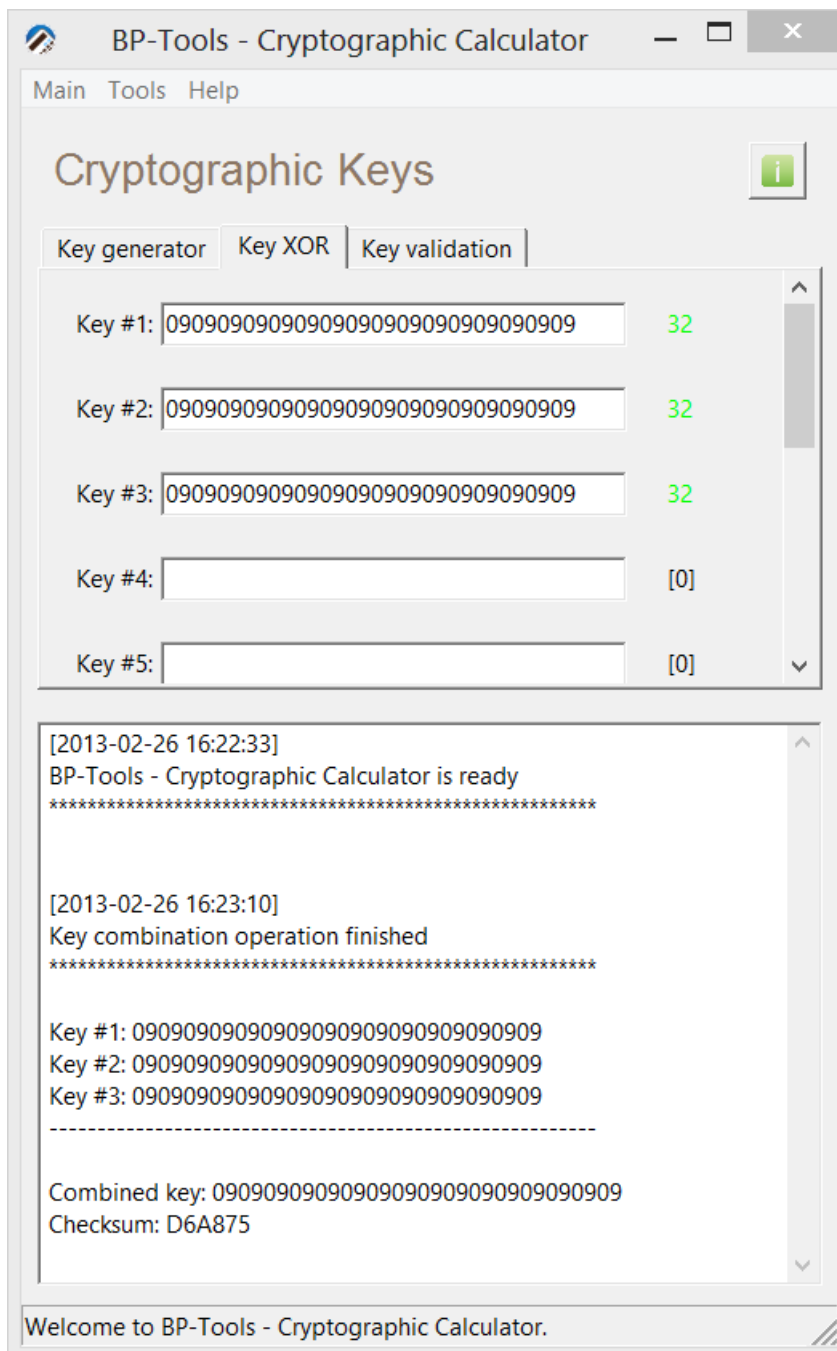 BP-Tools - Cryptographic Calculator
Main Tools Help
Cryptographic Keys
i
Key generator Key XOR Key validation
Key #1: 09090909090909090909090909090909 32
Key #2: 09090909090909090909090909090909 32
Key #3: 09090909090909090909090909090909 32
Key #4: [0]
Key #5: [0]
[2013-02-26 16:22:33]
BP-Tools - Cryptographic Calculator is ready
*********************************************************
[2013-02-26 16:23:10]
Key combination operation finished
*********************************************************
Key #1: 09090909090909090909090909090909
Key #2: 09090909090909090909090909090909
Key #3: 09090909090909090909090909090909
-------------------------------------------------------
Combined key: 09090909090909090909090909090909
Checksum: D6A875
Welcome to BP-Tools - Cryptographic Calculator.